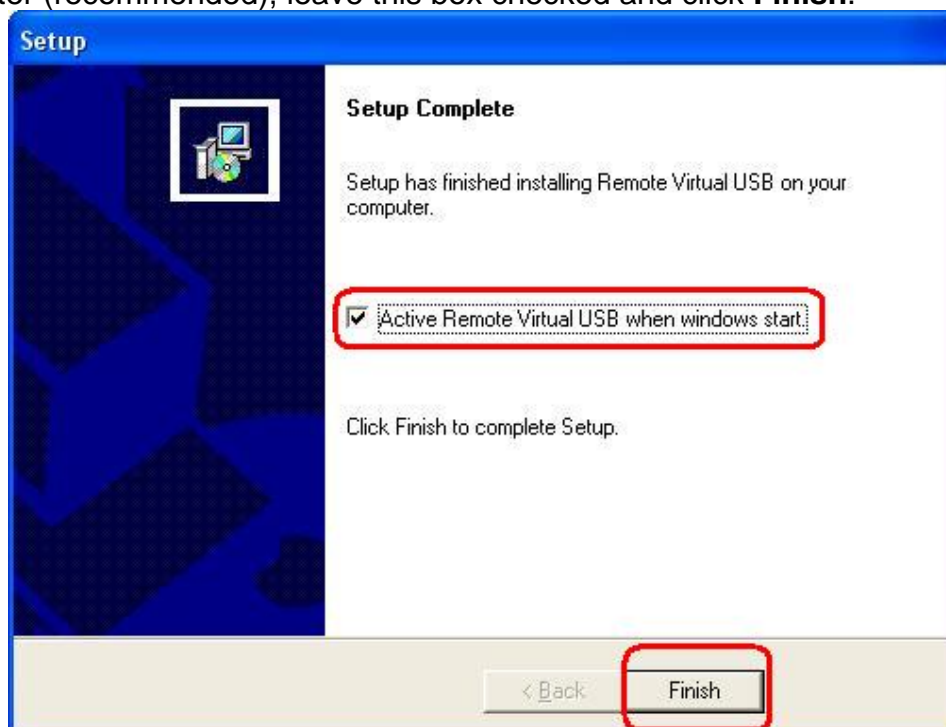 ter (recommended), leave this box checked and click Finish.
Setup
Setup Complete
Setup has finished installing Remote Virtual USB on your
computer.
Active Remote Virtual USB when windows start.
Click Finish to complete Setup.
< Back
Finish